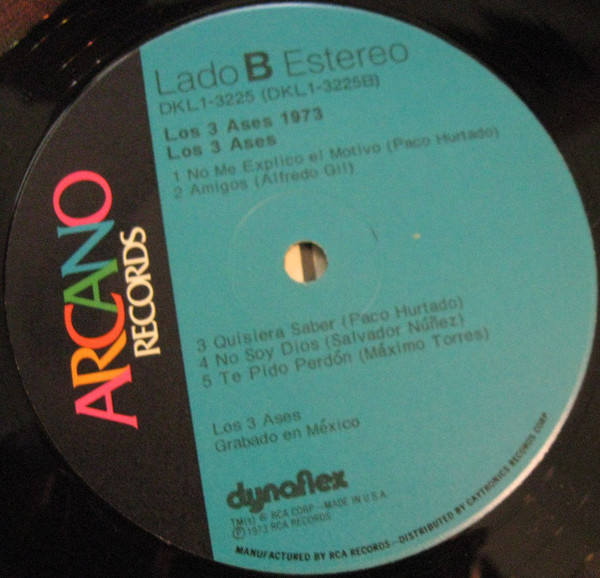 ARCANO
RECORDS
Lado B Estereo
DKL1-3225 (DKL1-3225B)
Los 3 Ases 1973
Los 3 Ases
1 No Me Explico el Motivo (Paco Hurtado)
2 Amigos (Alfredo Gil)
3 Quisiera Saber (Paco Hurtado)
4 No Soy Dios (Salvador Núñez)
5 Te Pido Perdón (Máximo Torres)
Los 3 Ases
Grabado en México
dynaflex
TM(s) ® RCA CORP.—MADE IN U.S.A.
Ⓟ 1973 RCA RECORDS
MANUFACTURED BY RCA RECORDS—DISTRIBUTED BY CAYTRONICS RECORDS CORP.